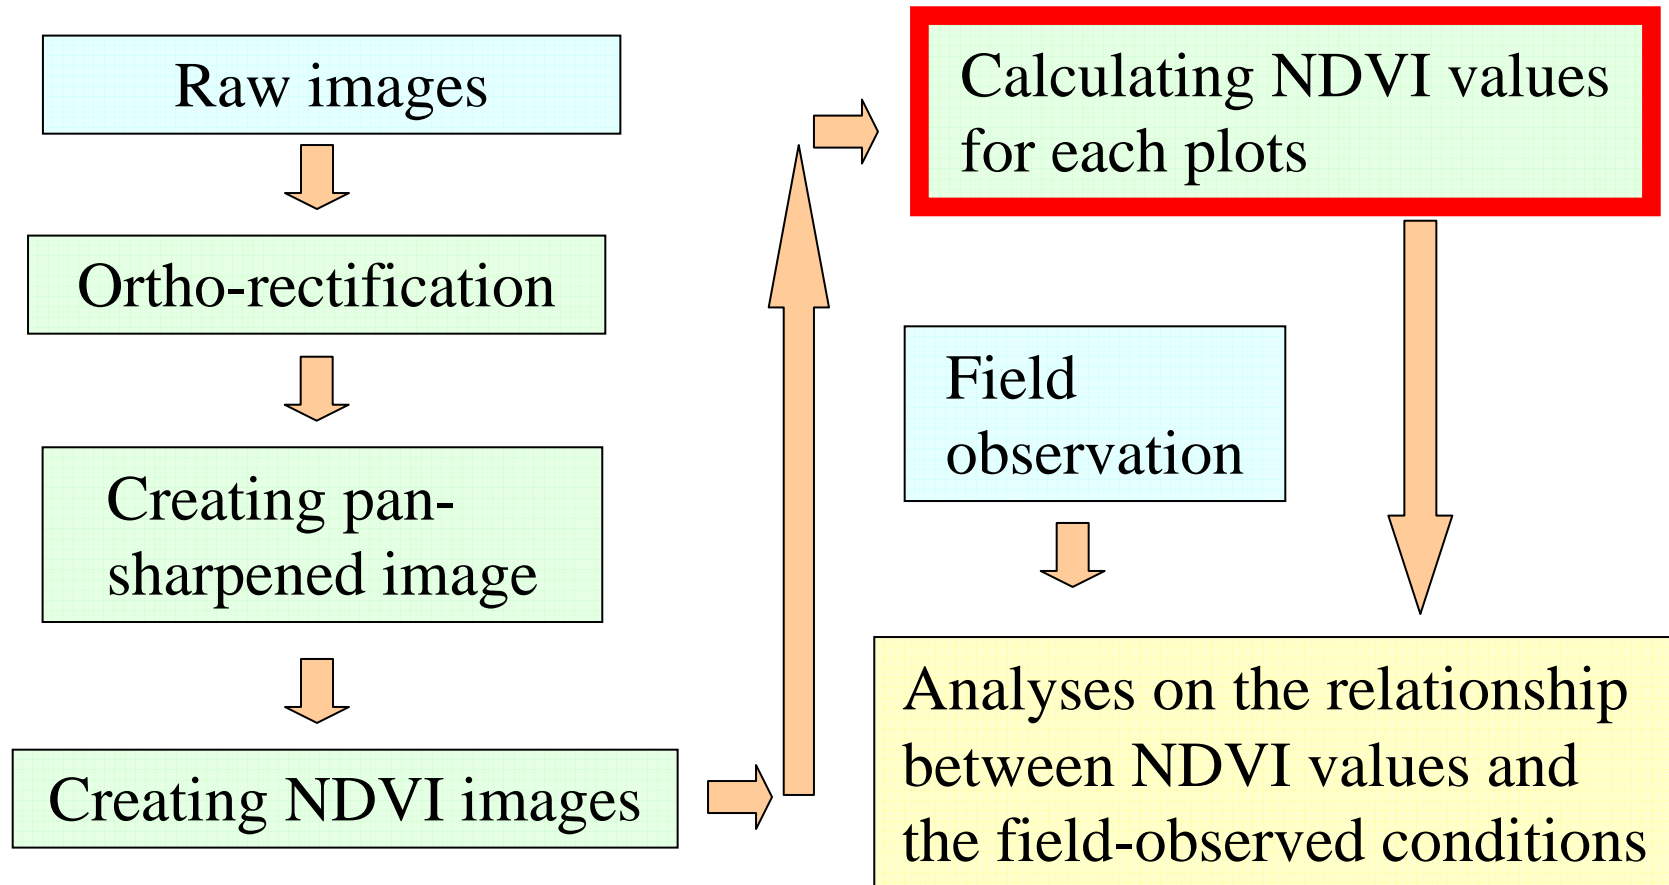 Raw images
Ortho-rectification
Creating pan-
sharpened image
Creating NDVI images
Calculating NDVI values
for each plots
Field
observation
Analyses on the relationship
between NDVI values and
the field-observed conditions